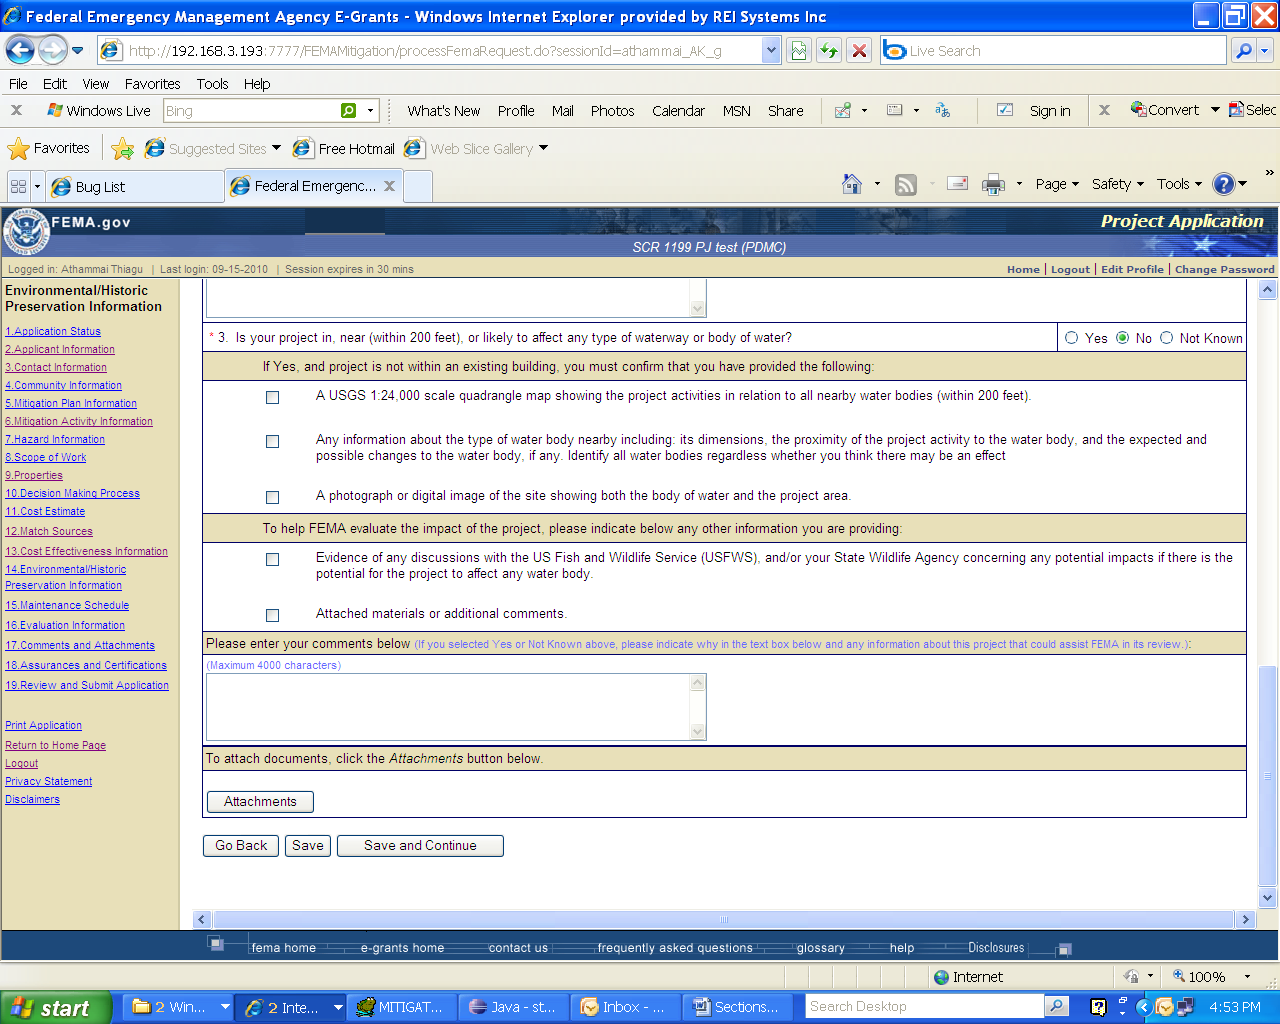 Federal Emergency Management Agency E-Grants - Windows Internet Explorer provided by REI Systems Inc
http://192.168.3.193:7777/FEMAMitigation/processFemaRequest.do?sessionId=athammai_AK_g
Live Search
File Edit View Favorites Tools Help
Windows Live Bing What's New Profile Mail Photos Calendar MSN Share Sign in Convert Selec
Favorites Suggested Sites Free Hotmail Web Slice Gallery
Bug List Federal Emergenc... Page Safety Tools
FEMA.gov Project Application
SCR 1199 PJ test (PDMC)
Logged in: Athammai Thiagu | Last login: 09-15-2010 | Session expires in 30 mins Home | Logout | Edit Profile | Change Password
Environmental/Historic
Preservation Information
1.Application Status
2.Applicant Information
3.Contact Information
4.Community Information
5.Mitigation Plan Information
6.Mitigation Activity Information
7.Hazard Information
8.Scope of Work
9.Properties
10.Decision Making Process
11.Cost Estimate
12.Match Sources
13.Cost Effectiveness Information
14.Environmental/Historic
Preservation Information
15.Maintenance Schedule
16.Evaluation Information
17.Comments and Attachments
18.Assurances and Certifications
19.Review and Submit Application
Print Application
Return to Home Page
Logout
Privacy Statement
Disclaimers
* 3. Is your project in, near (within 200 feet), or likely to affect any type of waterway or body of water? Yes No Not Known
If Yes, and project is not within an existing building, you must confirm that you have provided the following:
A USGS 1:24,000 scale quadrangle map showing the project activities in relation to all nearby water bodies (within 200 feet).
Any information about the type of water body nearby including: its dimensions, the proximity of the project activity to the water body, and the expected and
possible changes to the water body, if any. Identify all water bodies regardless whether you think there may be an effect
A photograph or digital image of the site showing both the body of water and the project area.
To help FEMA evaluate the impact of the project, please indicate below any other information you are providing:
Evidence of any discussions with the US Fish and Wildlife Service (USFWS), and/or your State Wildlife Agency concerning any potential impacts if there is the
potential for the project to affect any water body.
Attached materials or additional comments.
Please enter your comments below (If you selected Yes or Not Known above, please indicate why in the text box below and any information about this project that could assist FEMA in its review.):
(Maximum 4000 characters)
To attach documents, click the Attachments button below.
Attachments
Go Back Save Save and Continue
fema home e-grants home contact us frequently asked questions glossary help Disclosures
Internet 100%
start 2 Win... 2 Inte... MITIGAT... Java - st... Inbox - ... Sections... Search Desktop 4:53 PM